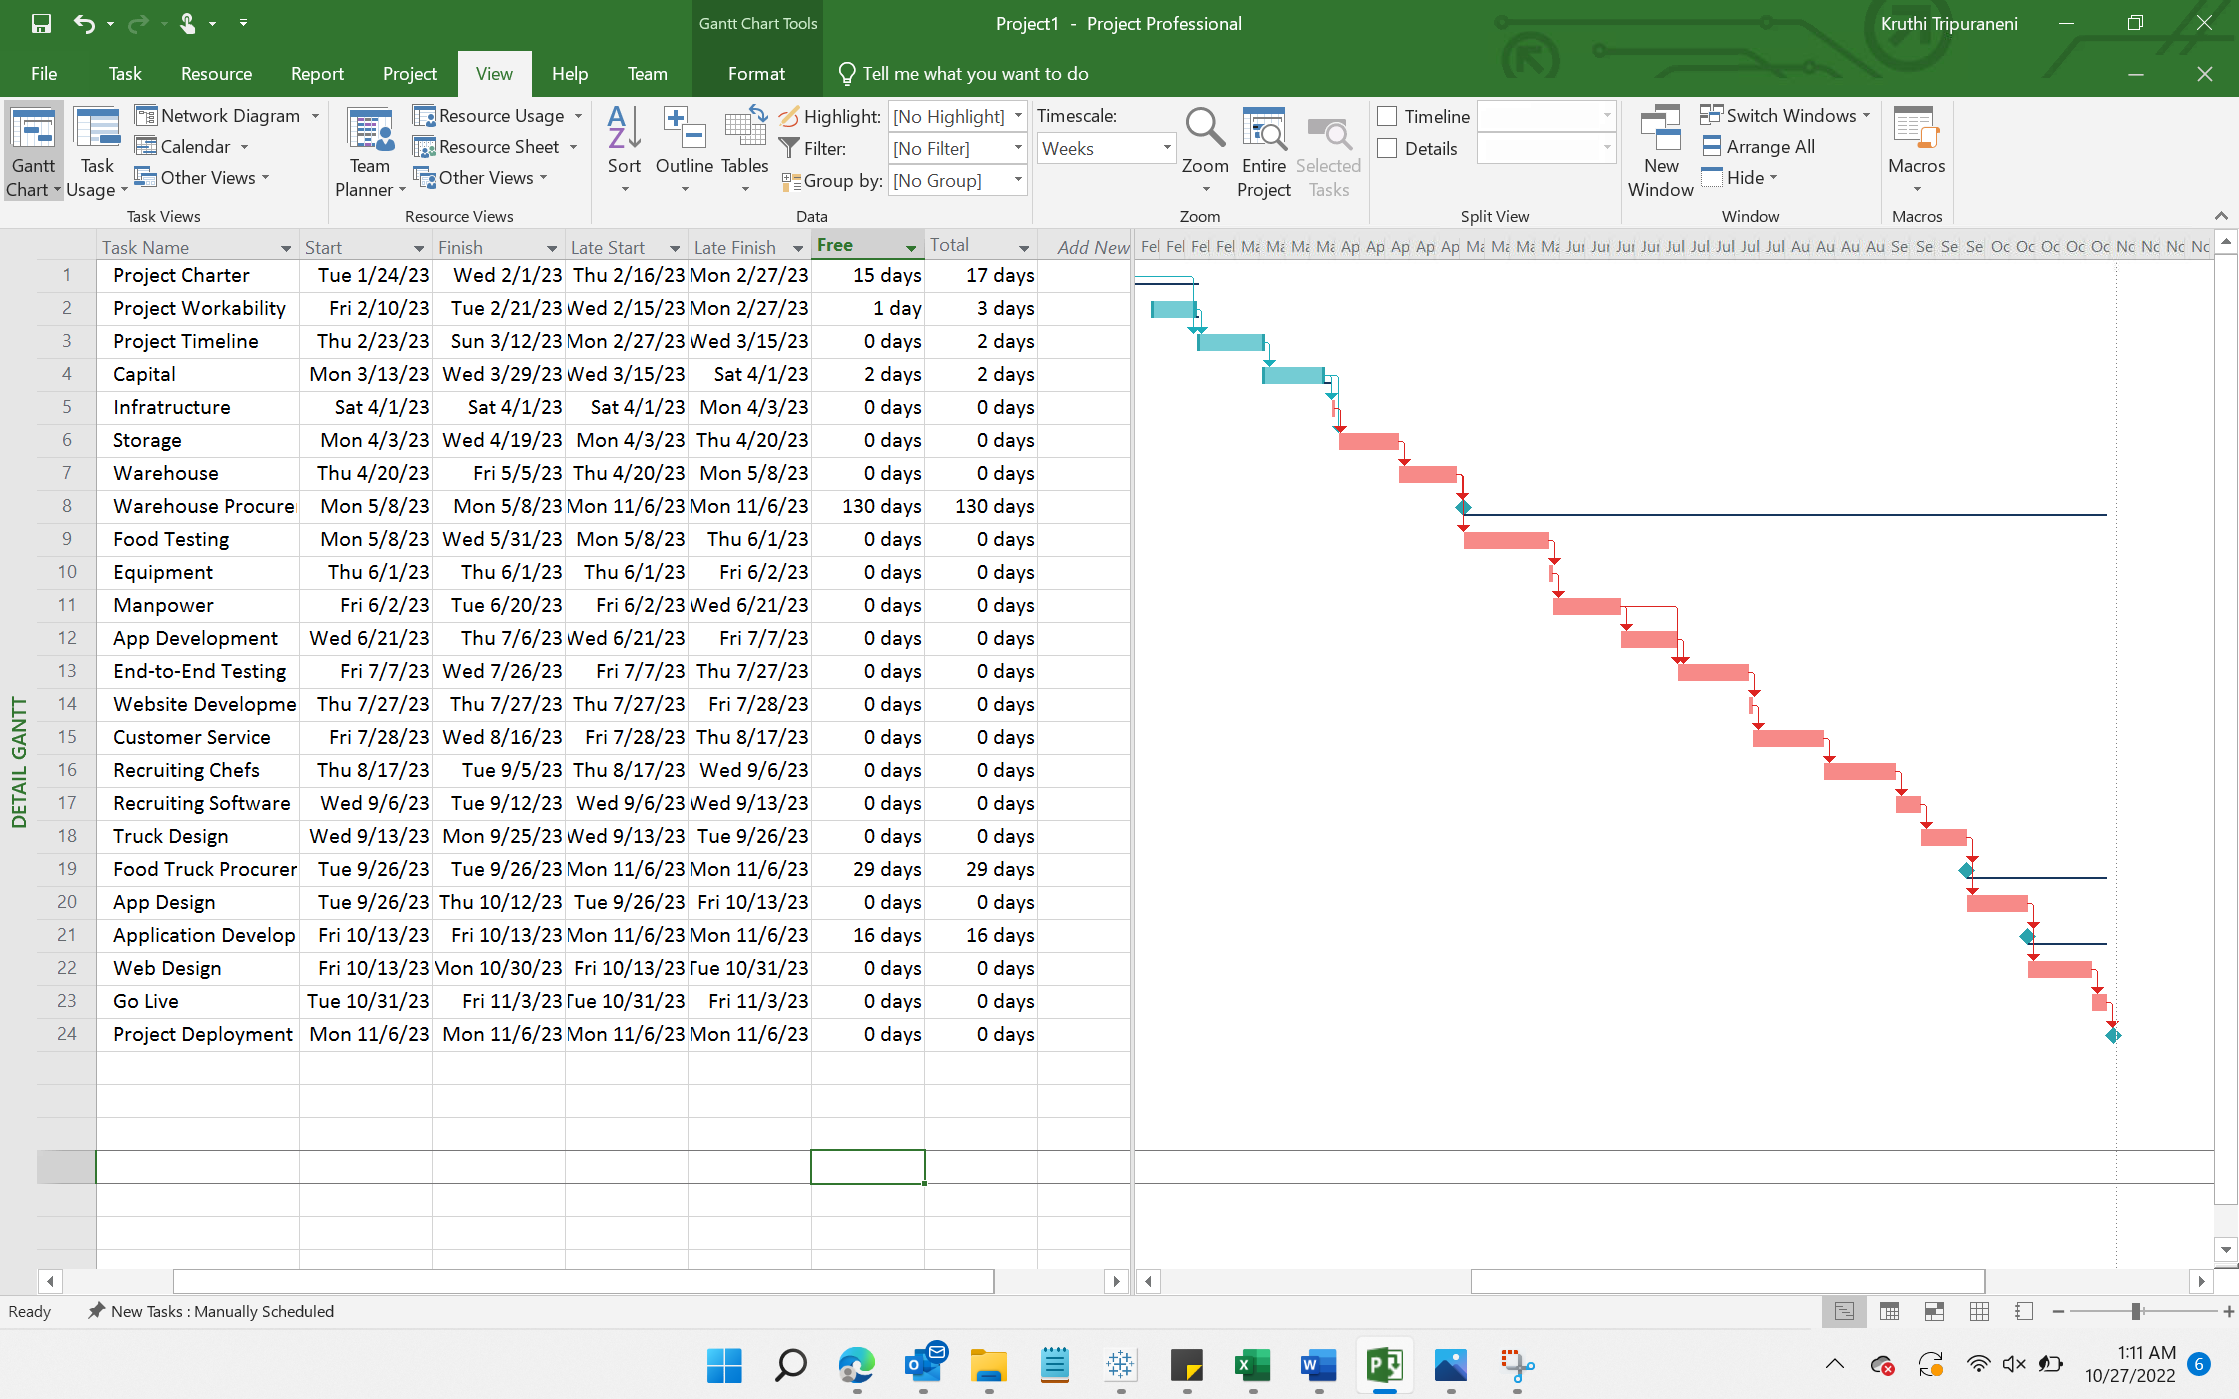 Gantt Chart Tools
Project1 - Project Professional
Kruthi Tripuraneni
File Task Resource Report Project View Help Team Format Tell me what you want to do
Gantt Chart
Task Usage
Network Diagram
Calendar
Other Views
Task Views
Team Planner
Resource Usage
Resource Sheet
Other Views
Resource Views
Sort
Outline
Tables
Highlight: [No Highlight]
Filter: [No Filter]
Group by: [No Group]
Data
Timescale:
Weeks
Zoom
Entire Project
Selected Tasks
Zoom
Timeline
Details
Split View
New Window
Switch Windows
Arrange All
Hide
Window
Macros
Macros
Task Name Start Finish Late Start Late Finish Free Total Add New
Fel Fel Fel Fel Ma Ma Ma Ma Ap Ap Ap Ap Ap Ma Ma Ma Ma Jur Jur Jur Jur Jul Jul Jul Jul Jul Au Au Au Au Se Se Se Se Oc Oc Oc Oc Oc Nc Nc Nc Nc
1 Project Charter Tue 1/24/23 Wed 2/1/23 Thu 2/16/23 Mon 2/27/23 15 days 17 days
2 Project Workability Fri 2/10/23 Tue 2/21/23 Wed 2/15/23 Mon 2/27/23 1 day 3 days
3 Project Timeline Thu 2/23/23 Sun 3/12/23 Mon 2/27/23 Wed 3/15/23 0 days 2 days
4 Capital Mon 3/13/23 Wed 3/29/23 Wed 3/15/23 Sat 4/1/23 2 days 2 days
5 Infratructure Sat 4/1/23 Sat 4/1/23 Sat 4/1/23 Mon 4/3/23 0 days 0 days
6 Storage Mon 4/3/23 Wed 4/19/23 Mon 4/3/23 Thu 4/20/23 0 days 0 days
7 Warehouse Thu 4/20/23 Fri 5/5/23 Thu 4/20/23 Mon 5/8/23 0 days 0 days
8 Warehouse Procurer Mon 5/8/23 Mon 5/8/23 Mon 11/6/23 Mon 11/6/23 130 days 130 days
9 Food Testing Mon 5/8/23 Wed 5/31/23 Mon 5/8/23 Thu 6/1/23 0 days 0 days
10 Equipment Thu 6/1/23 Thu 6/1/23 Thu 6/1/23 Fri 6/2/23 0 days 0 days
11 Manpower Fri 6/2/23 Tue 6/20/23 Fri 6/2/23 Wed 6/21/23 0 days 0 days
12 App Development Wed 6/21/23 Thu 7/6/23 Wed 6/21/23 Fri 7/7/23 0 days 0 days
13 End-to-End Testing Fri 7/7/23 Wed 7/26/23 Fri 7/7/23 Thu 7/27/23 0 days 0 days
14 Website Developme Thu 7/27/23 Thu 7/27/23 Thu 7/27/23 Fri 7/28/23 0 days 0 days
15 Customer Service Fri 7/28/23 Wed 8/16/23 Fri 7/28/23 Thu 8/17/23 0 days 0 days
16 Recruiting Chefs Thu 8/17/23 Tue 9/5/23 Thu 8/17/23 Wed 9/6/23 0 days 0 days
17 Recruiting Software Wed 9/6/23 Tue 9/12/23 Wed 9/6/23 Wed 9/13/23 0 days 0 days
18 Truck Design Wed 9/13/23 Mon 9/25/23 Wed 9/13/23 Tue 9/26/23 0 days 0 days
19 Food Truck Procurer Tue 9/26/23 Tue 9/26/23 Mon 11/6/23 Mon 11/6/23 29 days 29 days
20 App Design Tue 9/26/23 Thu 10/12/23 Tue 9/26/23 Fri 10/13/23 0 days 0 days
21 Application Develop Fri 10/13/23 Fri 10/13/23 Mon 11/6/23 Mon 11/6/23 16 days 16 days
22 Web Design Fri 10/13/23 Mon 10/30/23 Fri 10/13/23 Tue 10/31/23 0 days 0 days
23 Go Live Tue 10/31/23 Fri 11/3/23 Tue 10/31/23 Fri 11/3/23 0 days 0 days
24 Project Deployment Mon 11/6/23 Mon 11/6/23 Mon 11/6/23 Mon 11/6/23 0 days 0 days
DETAIL GANTT
Ready New Tasks : Manually Scheduled
1:11 AM
10/27/2022
6